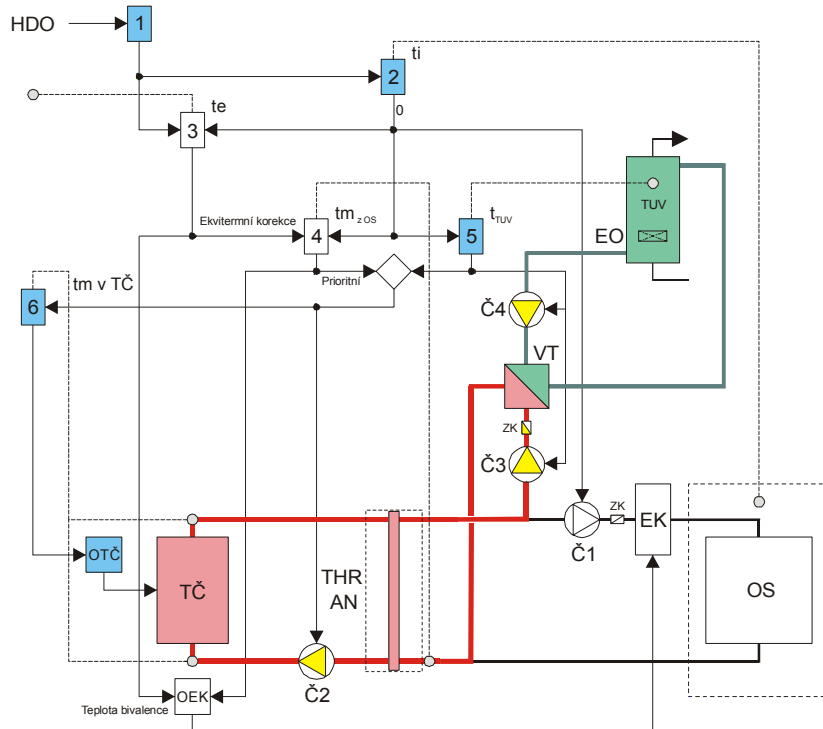 HDO
1
ti
2
te
0
3
TUV
Ekvitermní korekce
tm z OS
t TUV
4
5
EO
tm v TČ
Prioritní
6
Č4
VT
ZK
Č3
ZK
EK
Č1
OTČ
TČ
THR
AN
OS
Č2
OEK
Teplota bivalence